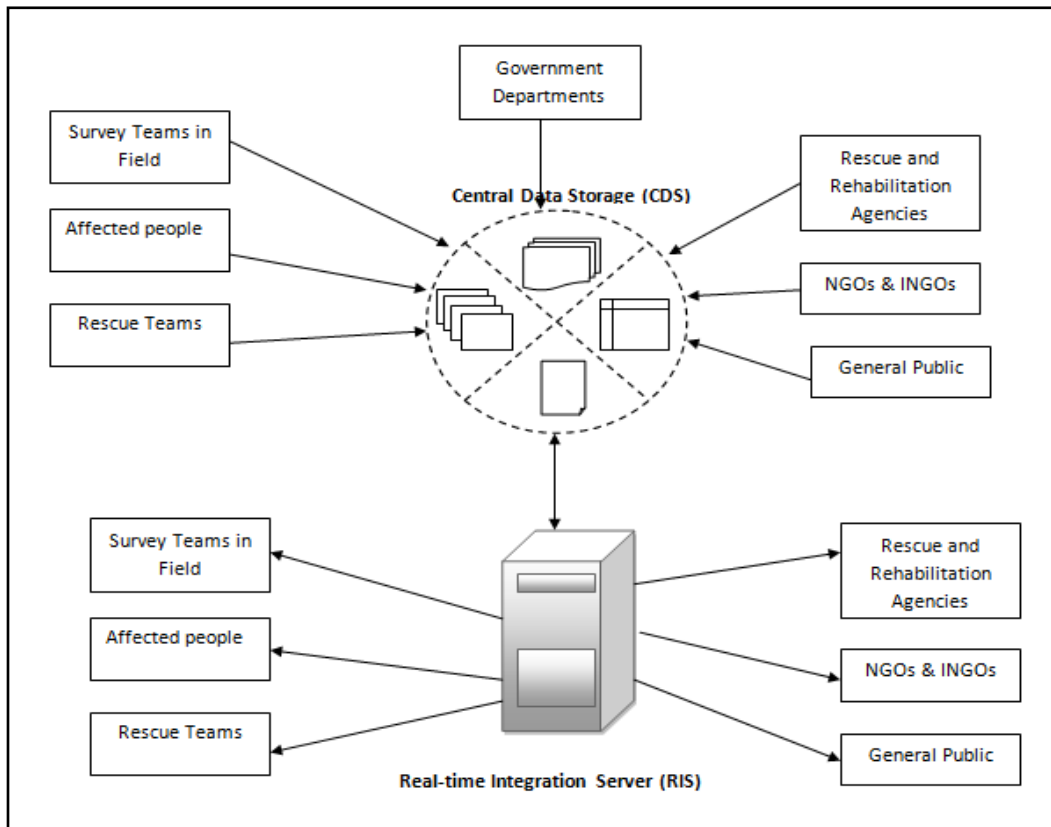 Government
Departments
Survey Teams in
Field
Rescue and
Rehabilitation
Agencies
Central Data Storage (CDS)
Affected people
NGOs & INGOs
Rescue Teams
General Public
Survey Teams in
Field
Rescue and
Rehabilitation
Agencies
Affected people
NGOs & INGOs
Rescue Teams
General Public
Real-time Integration Server (RIS)